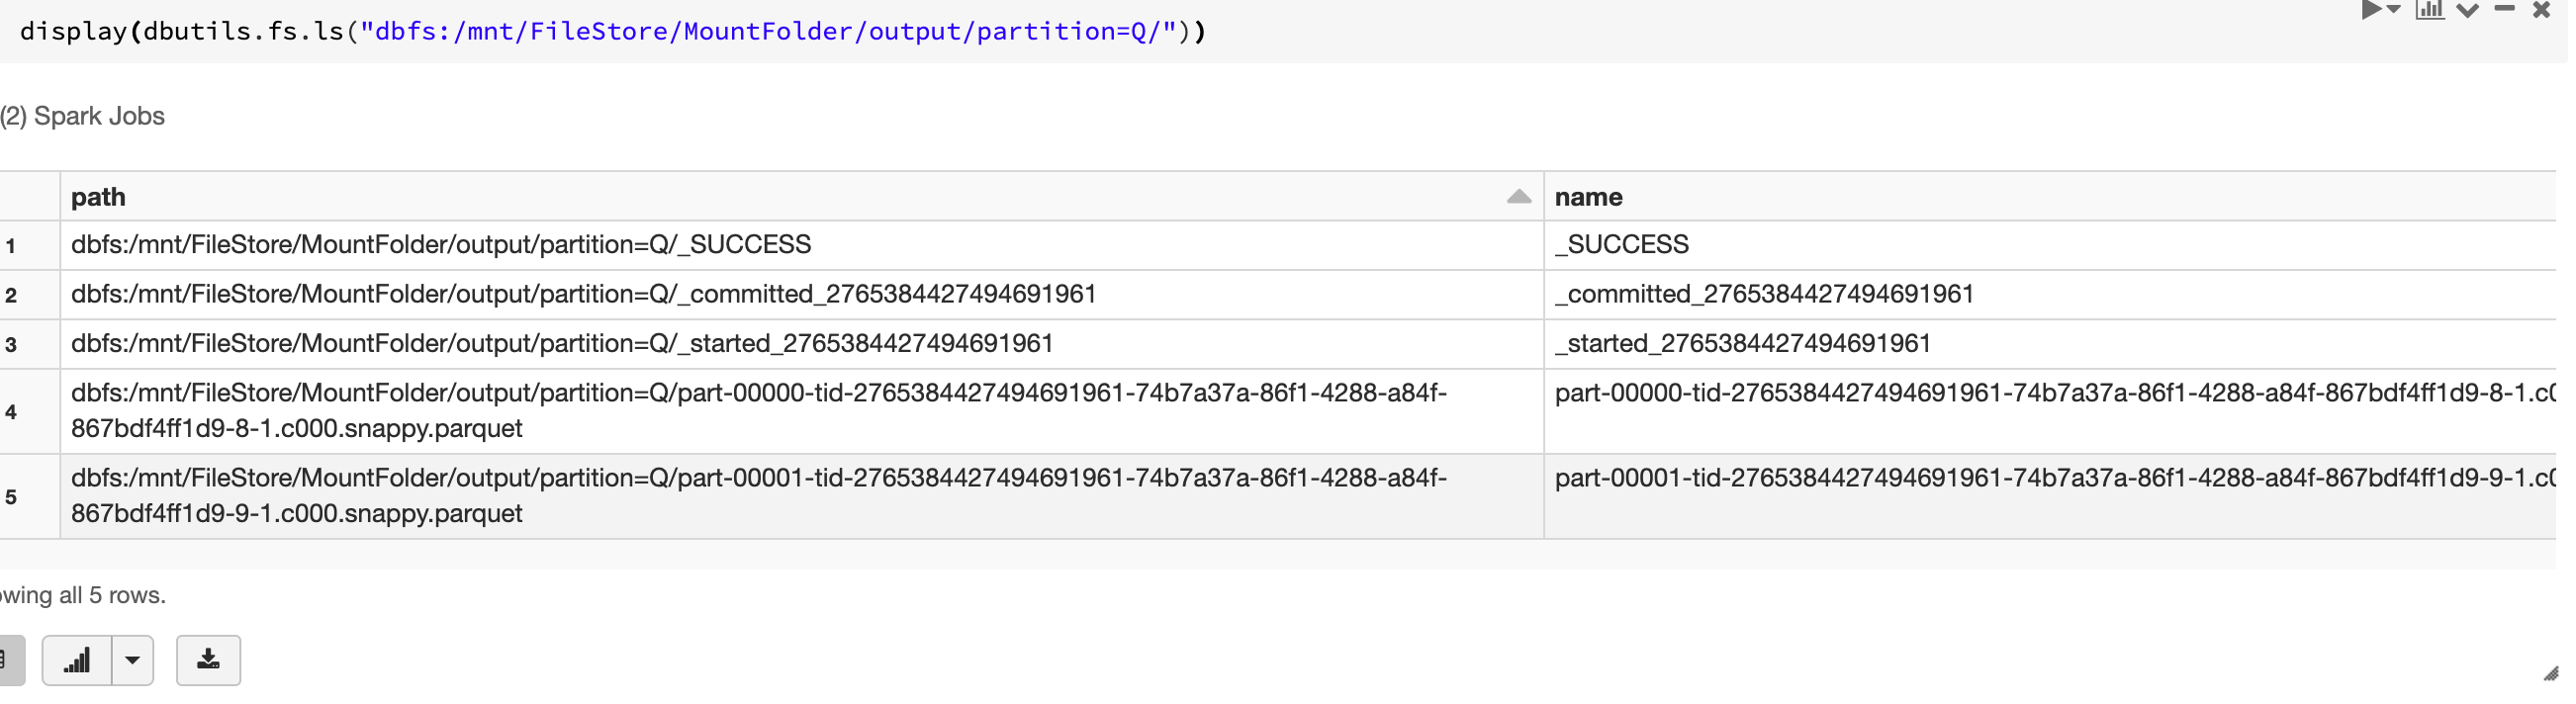 display(dbutils.fs.ls("dbfs:/mnt/FileStore/MountFolder/output/partition=Q/"))
(2) Spark Jobs
path name
1 dbfs:/mnt/FileStore/MountFolder/output/partition=Q/_SUCCESS _SUCCESS
2 dbfs:/mnt/FileStore/MountFolder/output/partition=Q/_committed_2765384427494691961 _committed_2765384427494691961
3 dbfs:/mnt/FileStore/MountFolder/output/partition=Q/_started_2765384427494691961 _started_2765384427494691961
4 dbfs:/mnt/FileStore/MountFolder/output/partition=Q/part-00000-tid-2765384427494691961-74b7a37a-86f1-4288-a84f- part-00000-tid-2765384427494691961-74b7a37a-86f1-4288-a84f-867bdf4ff1d9-8-1.c0
867bdf4ff1d9-8-1.c000.snappy.parquet
5 dbfs:/mnt/FileStore/MountFolder/output/partition=Q/part-00001-tid-2765384427494691961-74b7a37a-86f1-4288-a84f- part-00001-tid-2765384427494691961-74b7a37a-86f1-4288-a84f-867bdf4ff1d9-9-1.c0
867bdf4ff1d9-9-1.c000.snappy.parquet
owing all 5 rows.